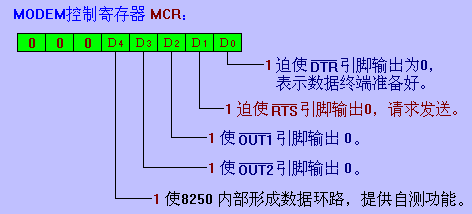 MODEM控制寄存器 MCR：
0 0 0 D4 D3 D2 D1 D0
1 迫使 D̅T̅R̅ 引脚输出为0，
表示数据终端准备好。
1 迫使 R̅T̅S̅ 引脚输出0，请求发送。
1 使 O̅U̅T̅1̅ 引脚输出 0 。
1 使 O̅U̅T̅2̅ 引脚输出 0 。
1 使8250 内部形成数据环路，提供自测功能。